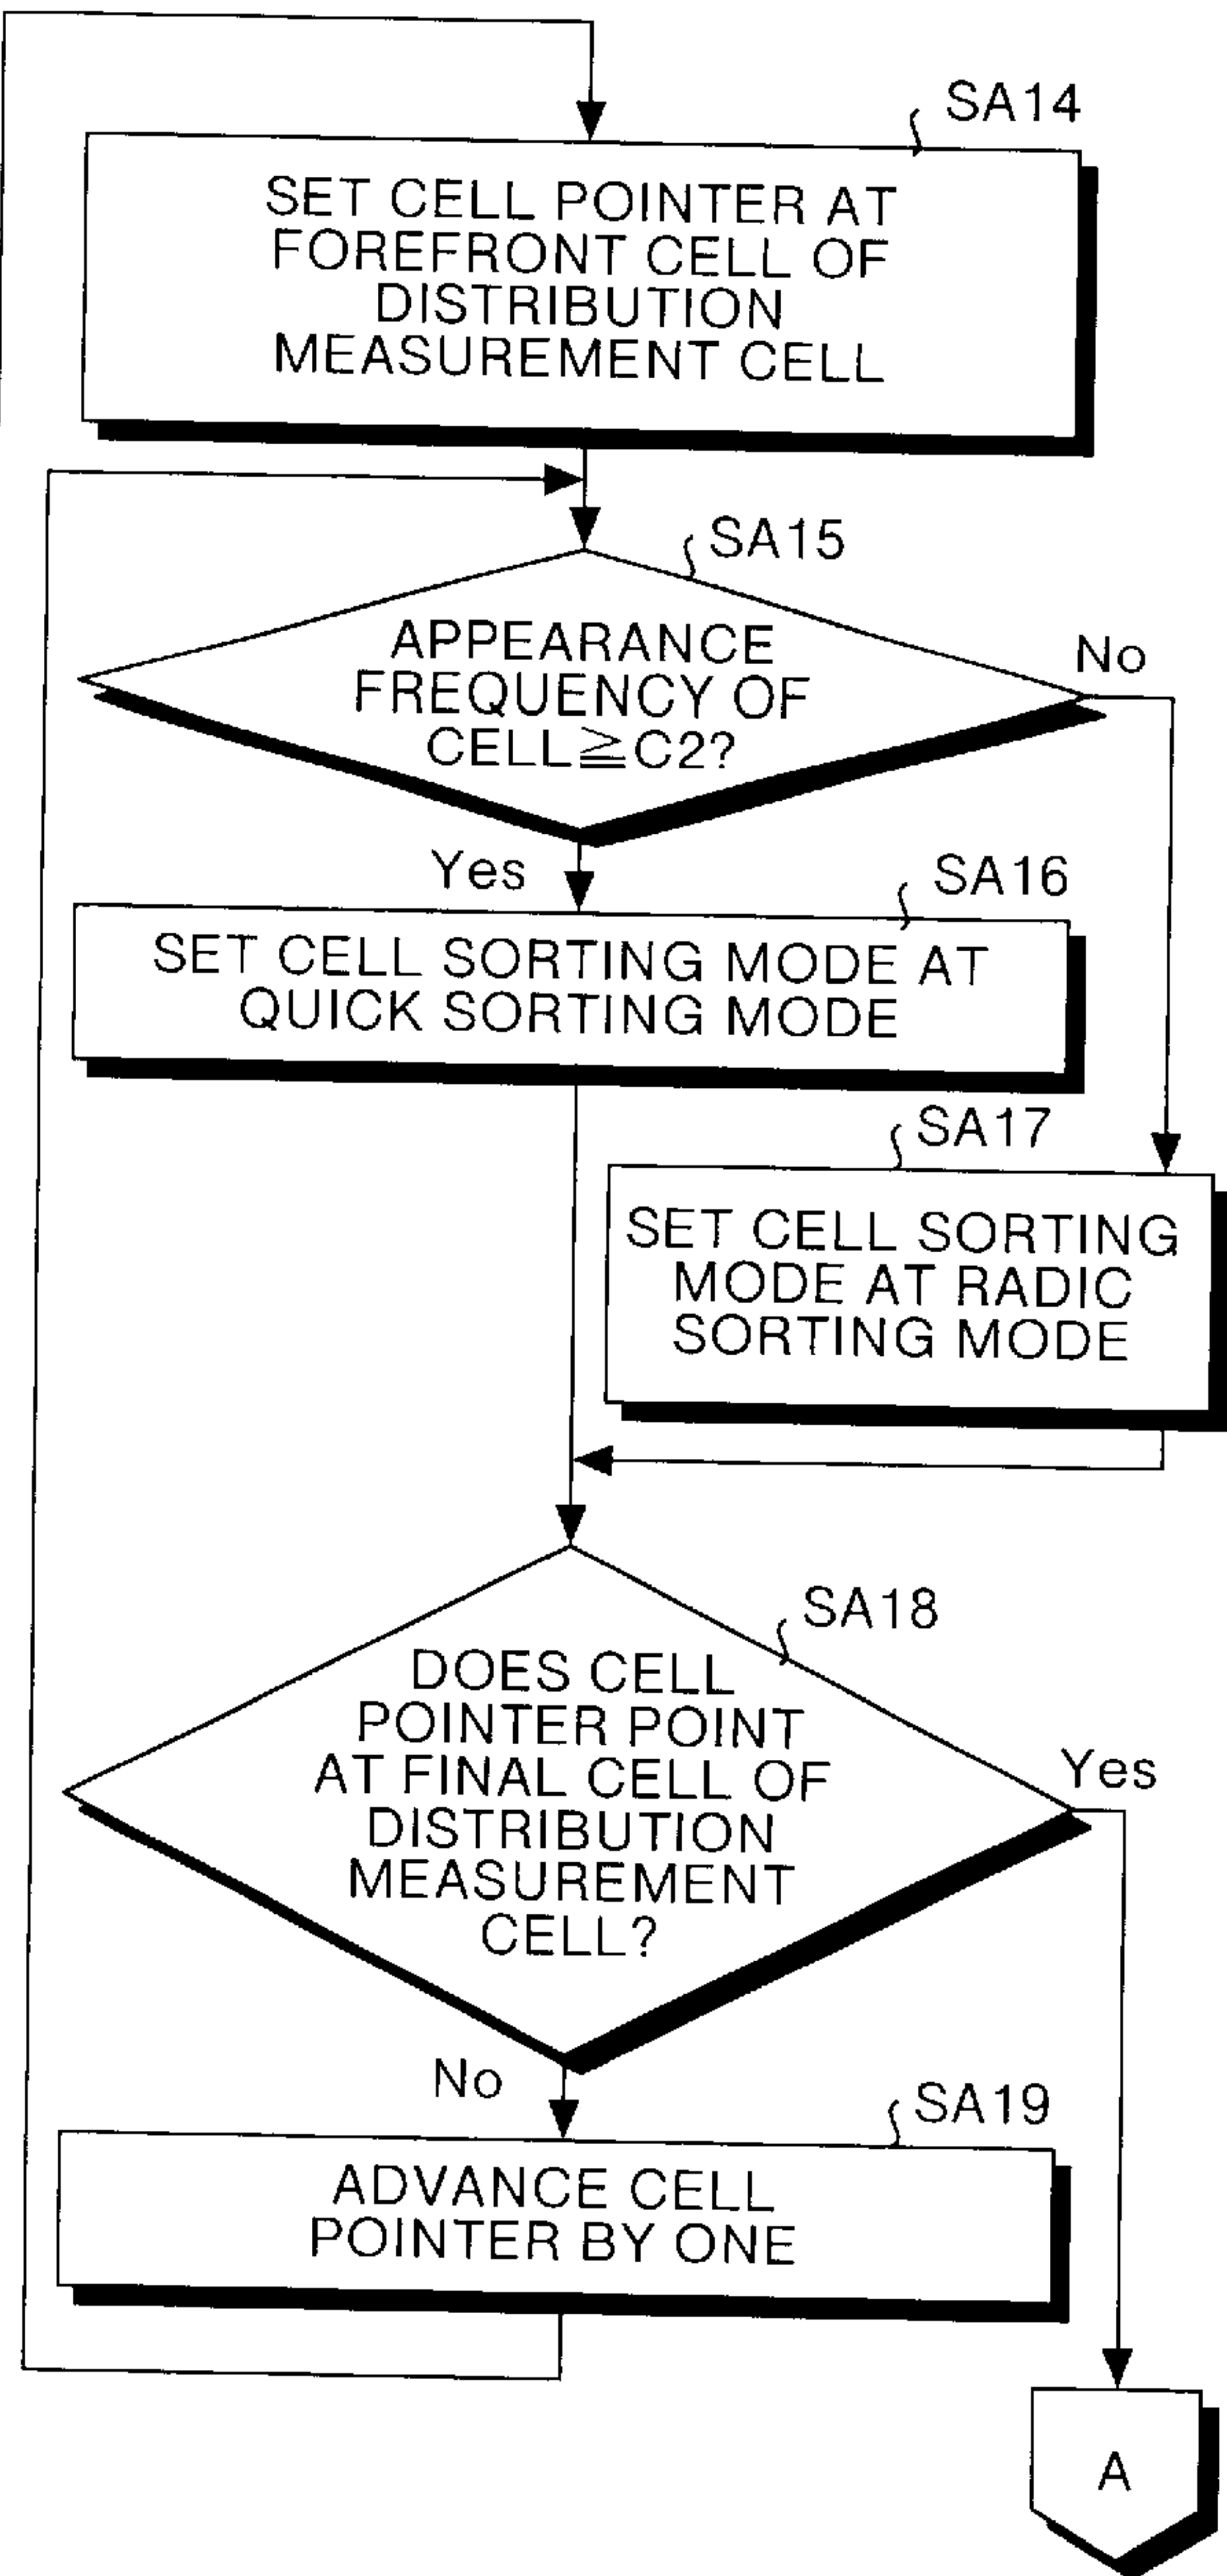 SA14
SET CELL POINTER AT
FOREFRONT CELL OF
DISTRIBUTION
MEASUREMENT CELL
SA15
APPEARANCE
FREQUENCY OF
CELL≧C2?
No
Yes
SA16
SET CELL SORTING MODE AT
QUICK SORTING MODE
SA17
SET CELL SORTING
MODE AT RADIC
SORTING MODE
SA18
DOES CELL
POINTER POINT
AT FINAL CELL OF
DISTRIBUTION
MEASUREMENT
CELL?
Yes
No
SA19
ADVANCE CELL
POINTER BY ONE
A